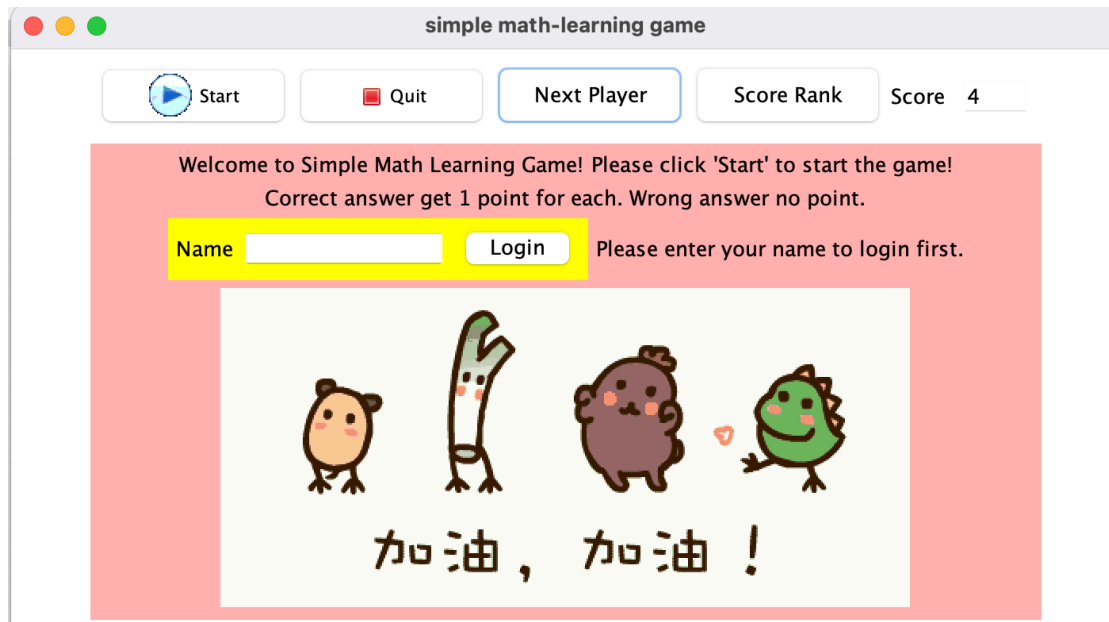 simple math-learning game
Start Quit Next Player Score Rank Score 4
Welcome to Simple Math Learning Game! Please click 'Start' to start the game!
Correct answer get 1 point for each. Wrong answer no point.
Name Login Please enter your name to login first.
加油，加油！